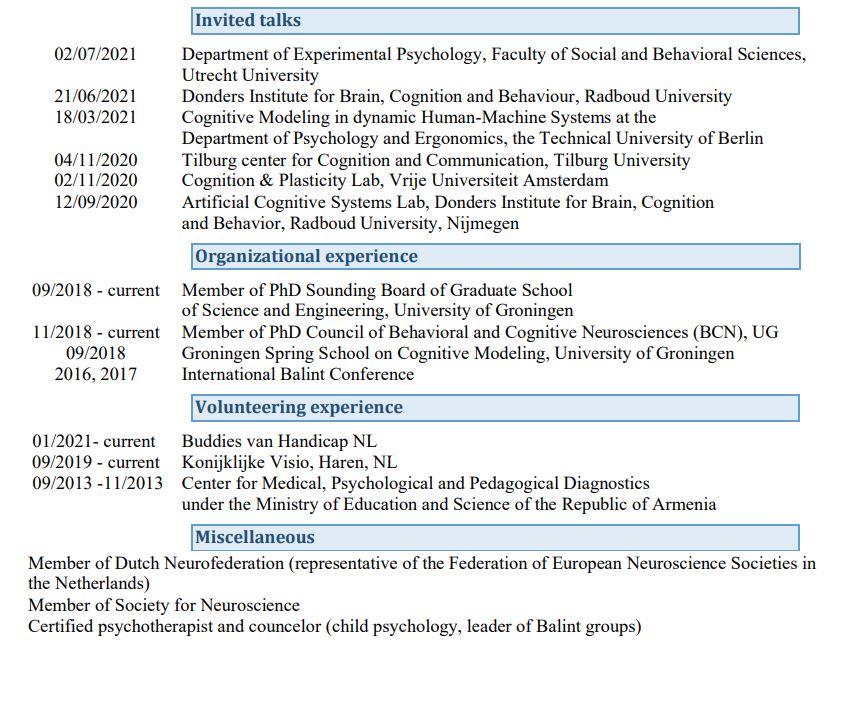 Invited talks
02/07/2021 Department of Experimental Psychology, Faculty of Social and Behavioral Sciences,
Utrecht University
21/06/2021 Donders Institute for Brain, Cognition and Behaviour, Radboud University
18/03/2021 Cognitive Modeling in dynamic Human-Machine Systems at the
Department of Psychology and Ergonomics, the Technical University of Berlin
04/11/2020 Tilburg center for Cognition and Communication, Tilburg University
02/11/2020 Cognition & Plasticity Lab, Vrije Universiteit Amsterdam
12/09/2020 Artificial Cognitive Systems Lab, Donders Institute for Brain, Cognition
and Behavior, Radboud University, Nijmegen
Organizational experience
09/2018 - current Member of PhD Sounding Board of Graduate School
of Science and Engineering, University of Groningen
11/2018 - current Member of PhD Council of Behavioral and Cognitive Neurosciences (BCN), UG
09/2018 Groningen Spring School on Cognitive Modeling, University of Groningen
2016, 2017 International Balint Conference
Volunteering experience
01/2021- current Buddies van Handicap NL
09/2019 - current Konijklijke Visio, Haren, NL
09/2013 -11/2013 Center for Medical, Psychological and Pedagogical Diagnostics
under the Ministry of Education and Science of the Republic of Armenia
Miscellaneous
Member of Dutch Neurofederation (representative of the Federation of European Neuroscience Societies in
the Netherlands)
Member of Society for Neuroscience
Certified psychotherapist and councelor (child psychology, leader of Balint groups)